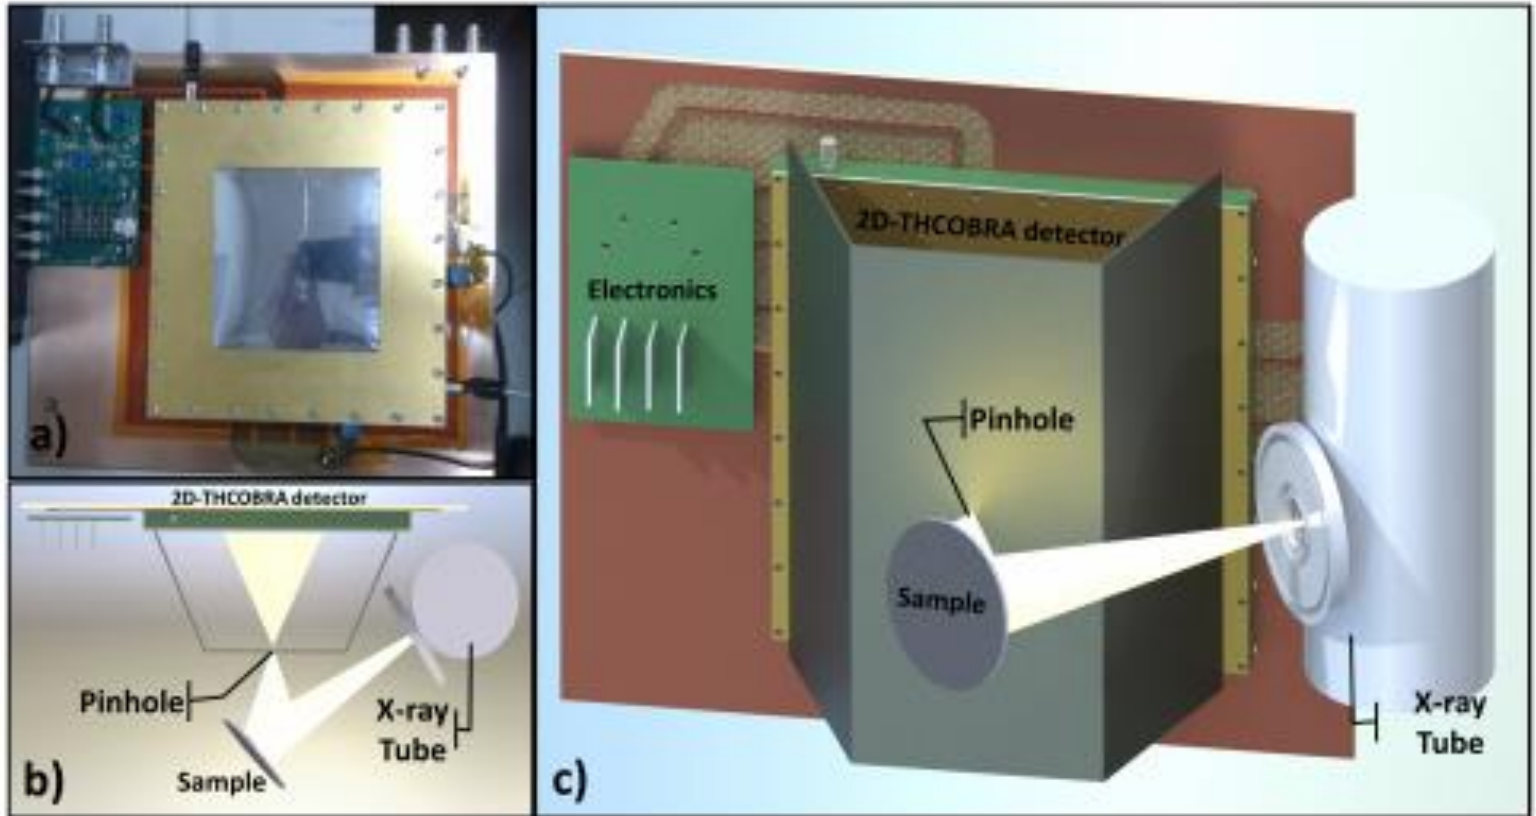 a)
2D-THCOBRA detector
Pinhole
X-ray
Tube
Sample
b)
2D-THCOBRA detector
Electronics
Pinhole
Sample
X-ray
Tube
c)